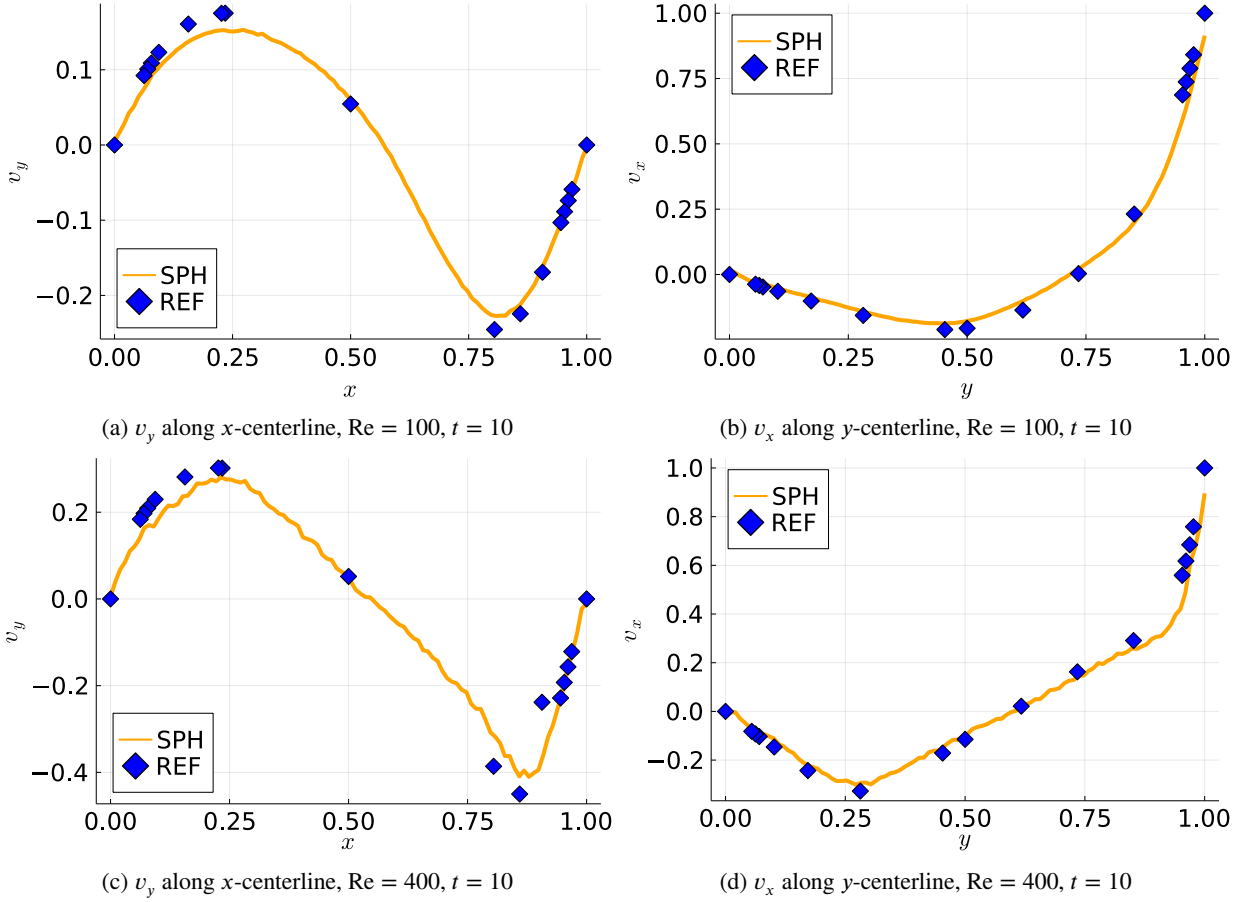 0.1
0.0
−0.1
−0.2
v_y
SPH
REF
0.00 0.25 0.50 0.75 1.00
x
(a) v_y along x-centerline, Re = 100, t = 10
1.00
0.75
0.50
0.25
0.00
v_x
SPH
REF
0.00 0.25 0.50 0.75 1.00
y
(b) v_x along y-centerline, Re = 100, t = 10
0.2
0.0
−0.2
−0.4
v_y
SPH
REF
0.00 0.25 0.50 0.75 1.00
x
(c) v_y along x-centerline, Re = 400, t = 10
1.0
0.8
0.6
0.4
0.2
0.0
−0.2
v_x
SPH
REF
0.00 0.25 0.50 0.75 1.00
y
(d) v_x along y-centerline, Re = 400, t = 10